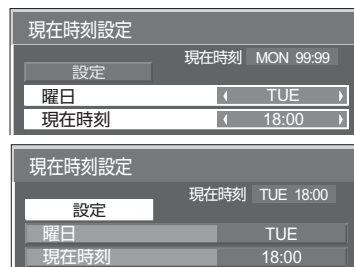 現在時刻設定
現在時刻 MON 99:99
設定
曜日 TUE
現在時刻 18:00
現在時刻設定
現在時刻 TUE 18:00
設定
曜日 TUE
現在時刻 18:00